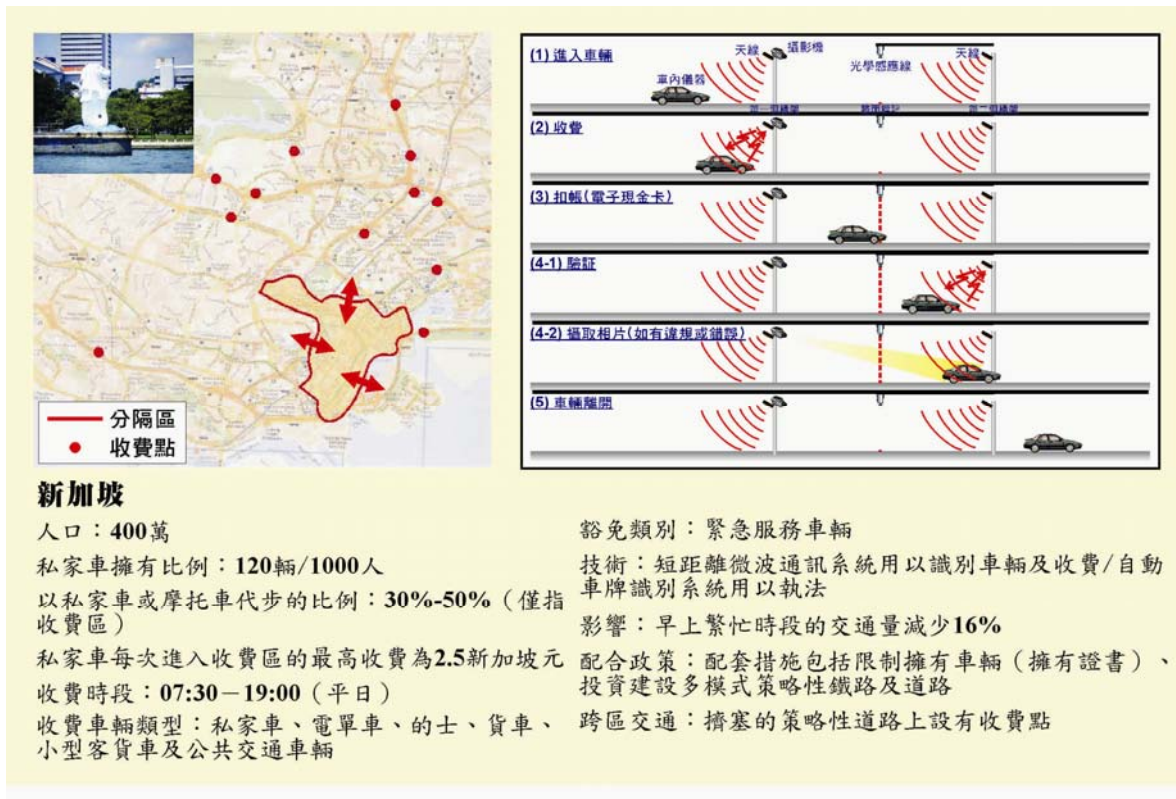 分隔區
收費點
(1) 進入車輛
天線
攝影機
車內儀器
光學感應線
天線
第一個構架
路面標記
第二個構架
(2) 收費
(3) 扣帳(電子現金卡)
(4-1) 驗証
(4-2) 攝取相片(如有違規或錯誤)
(5) 車輛離開
新加坡
人口：400萬
私家車擁有比例：120輛/1000人
以私家車或摩托車代步的比例：30%-50%（僅指
收費區）
私家車每次進入收費區的最高收費為2.5新加坡元
收費時段：07:30－19:00（平日）
收費車輛類型：私家車、電單車、的士、貨車、
小型客貨車及公共交通車輛
豁免類別：緊急服務車輛
技術：短距離微波通訊系統用以識別車輛及收費/自動
車牌識別系統用以執法
影響：早上繁忙時段的交通量減少16%
配合政策：配套措施包括限制擁有車輛（擁有證書）、
投資建設多模式策略性鐵路及道路
跨區交通：擠塞的策略性道路上設有收費點